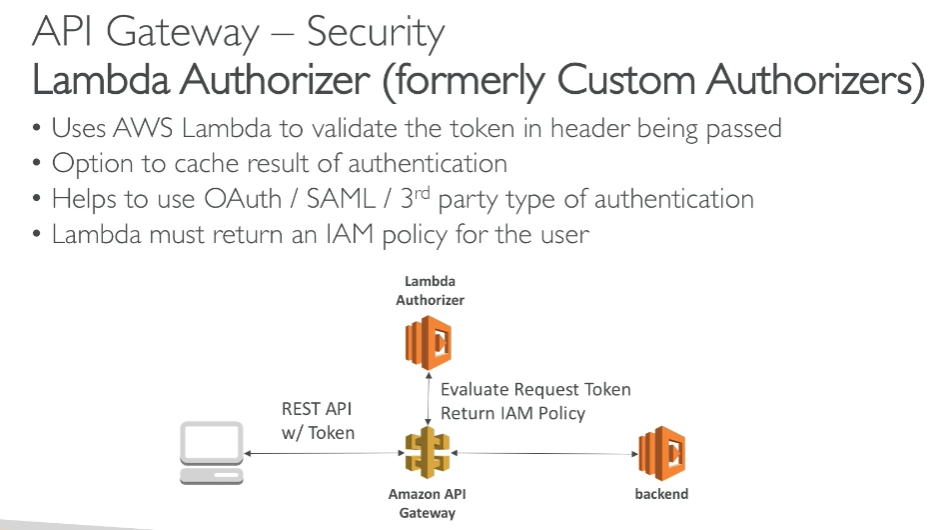 API Gateway – Security
Lambda Authorizer (formerly Custom Authorizers)
• Uses AWS Lambda to validate the token in header being passed
• Option to cache result of authentication
• Helps to use OAuth / SAML / 3rd party type of authentication
• Lambda must return an IAM policy for the user
Lambda
Authorizer
Evaluate Request Token
Return IAM Policy
REST API
w/ Token
Amazon API
Gateway
backend